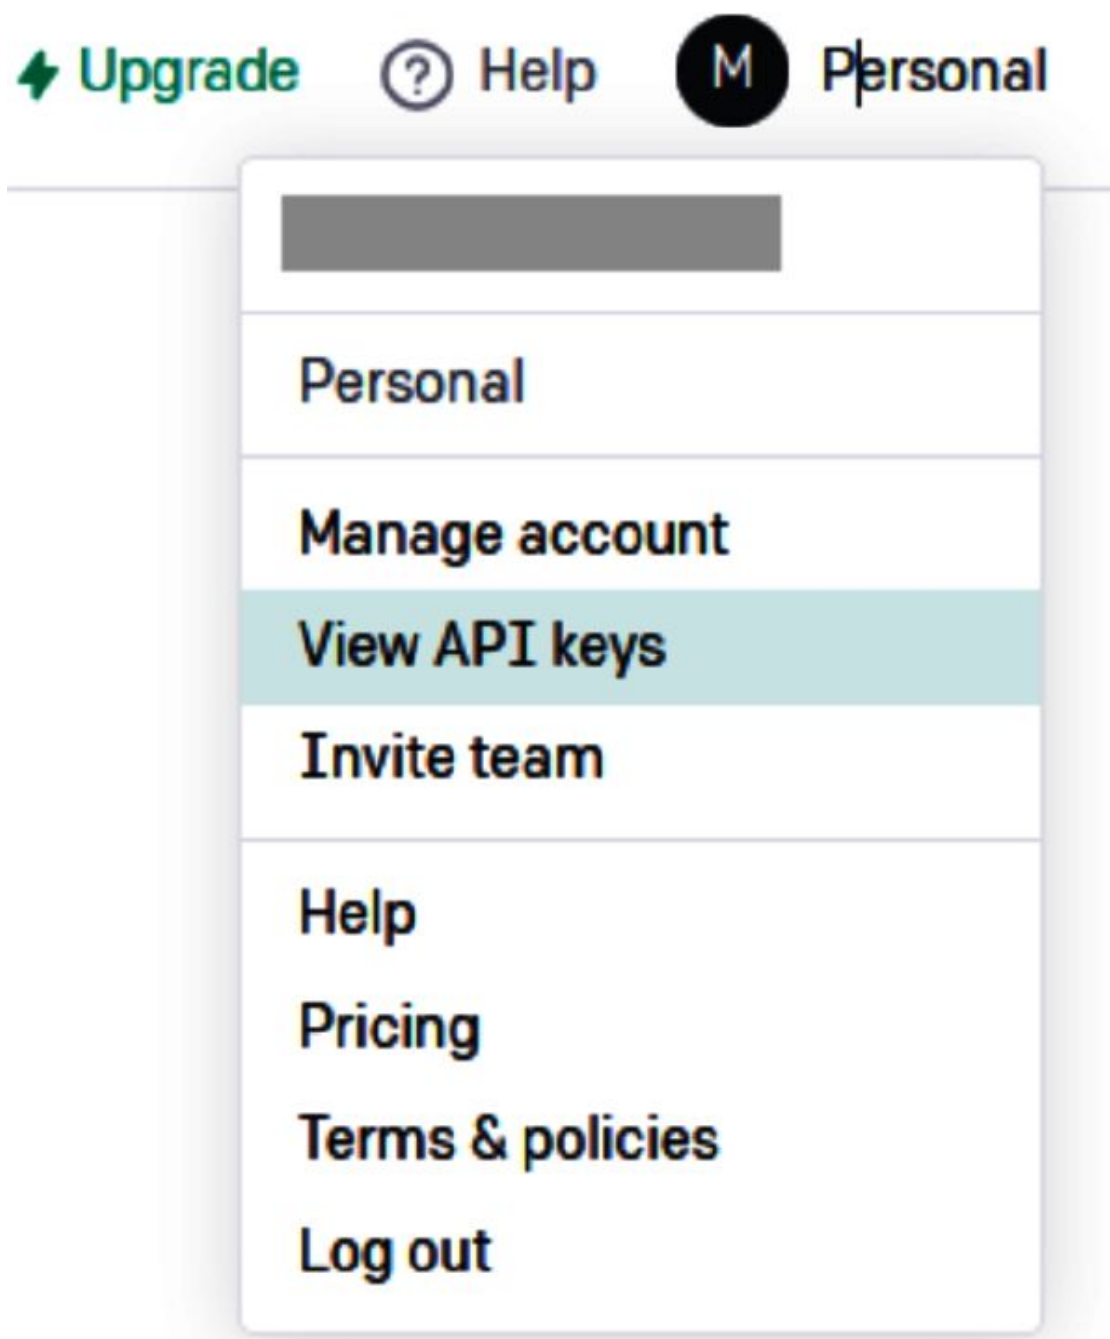 Upgrade ? Help M Personal
Personal
Manage account
View API keys
Invite team
Help
Pricing
Terms & policies
Log out